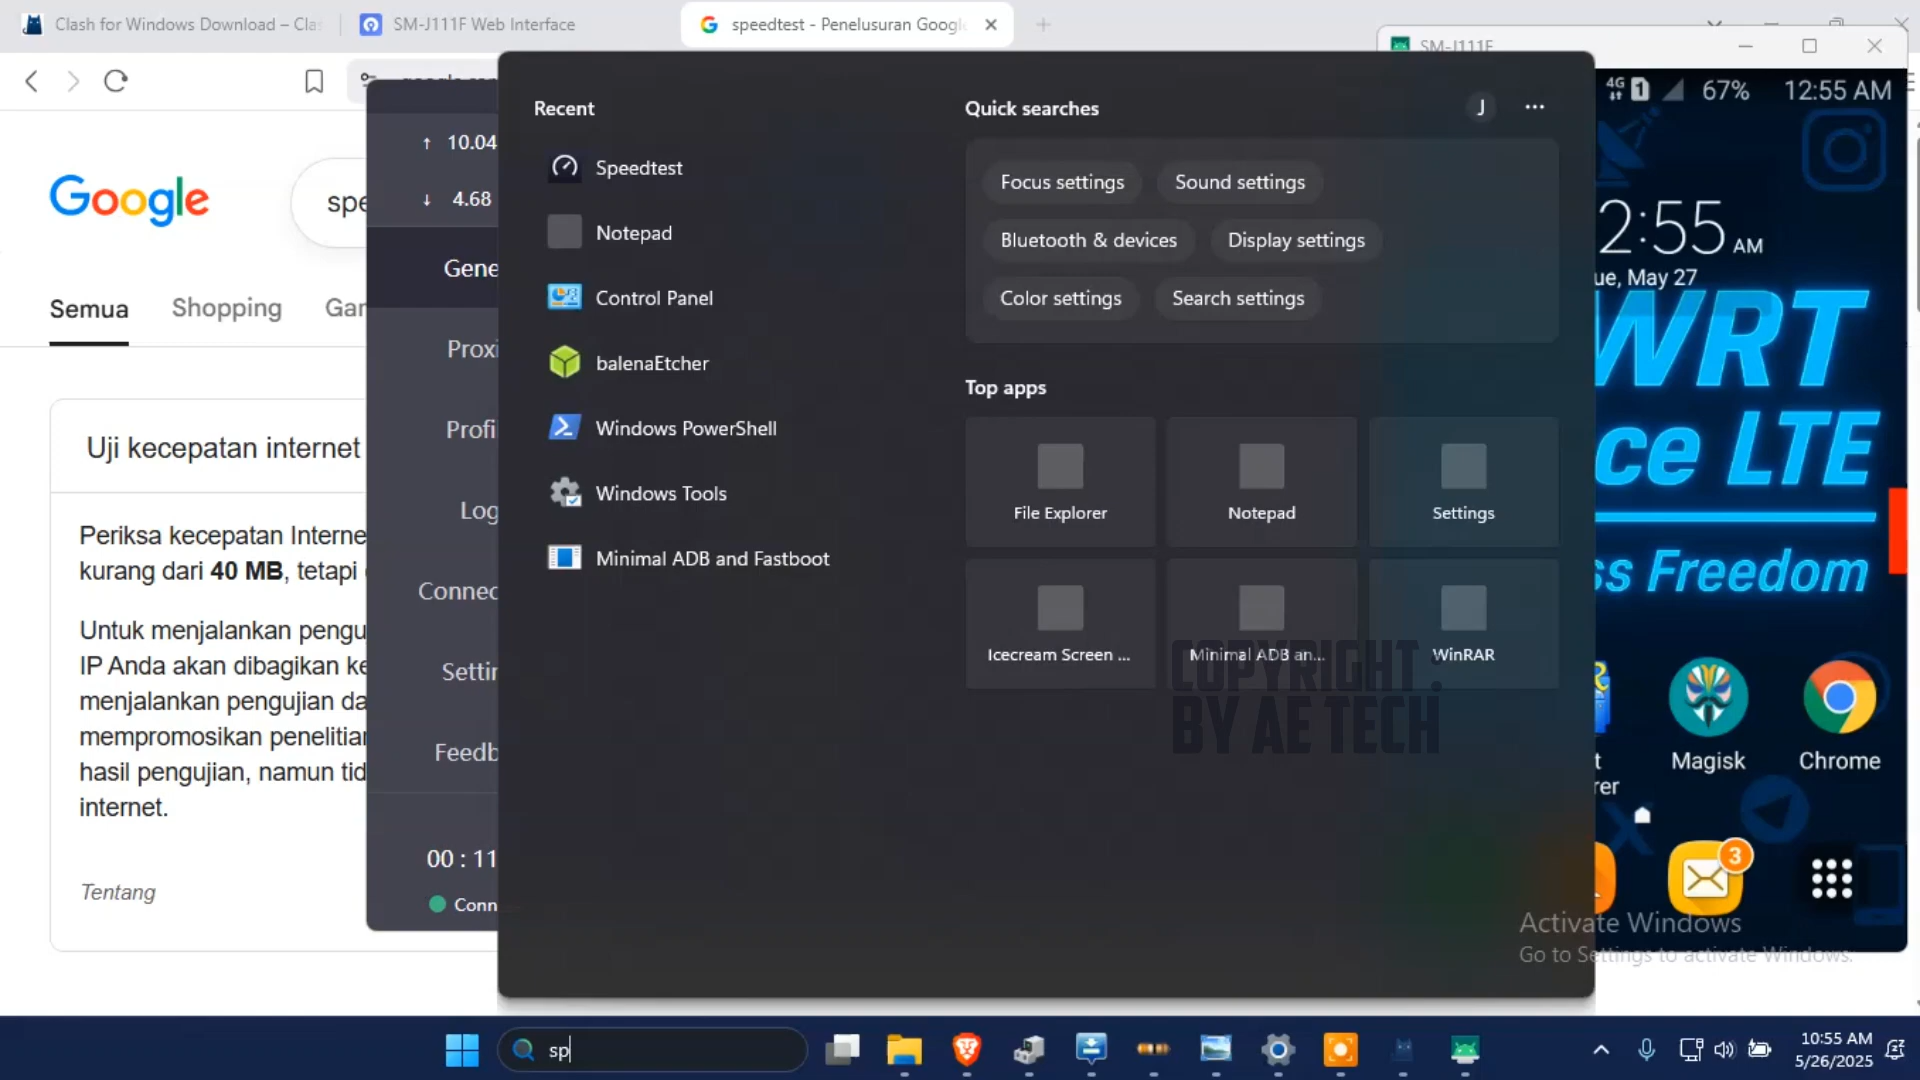 Clash for Windows Download – Cla
SM-J111F Web Interface
speedtest - Penelusuran Googl
SM-J111F
4G
1
67%
12:55 AM
Google
spe
Semua
Shopping
Uji kecepatan internet
Periksa kecepatan Interne
kurang dari 40 MB, tetapi
Untuk menjalankan pengu
IP Anda akan dibagikan ke
menjalankan pengujian da
mempromosikan penelitian
hasil pengujian, namun tid
internet.
Tentang
↑ 10.04
↓ 4.68
Gene
Proxi
Profi
Log
Connec
Settin
Feedb
00 : 11
Conn
Recent
Speedtest
Notepad
Control Panel
balenaEtcher
Windows PowerShell
Windows Tools
Minimal ADB and Fastboot
Quick searches
J
Focus settings
Sound settings
Bluetooth & devices
Display settings
Color settings
Search settings
Top apps
File Explorer
Notepad
Settings
Icecream Screen ...
Minimal ADB an...
WinRAR
COPYRIGHT :
BY AE TECH
2:55 AM
ue, May 27
WRT
ce LTE
ss Freedom
t
rer
Magisk
Chrome
3
Activate Windows
Go to Settings to activate Windows.
sp
10:55 AM
5/26/2025